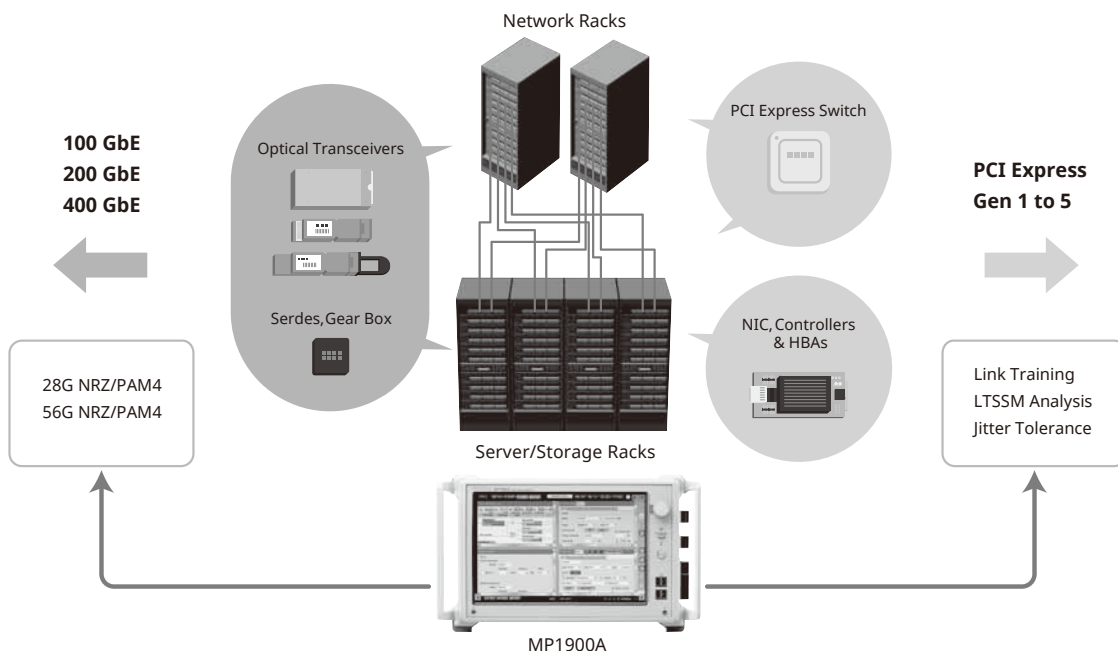 Network Racks
100 GbE
200 GbE
400 GbE
Optical Transceivers
Serdes,Gear Box
PCI Express Switch
PCI Express
Gen 1 to 5
NIC, Controllers
& HBAs
28G NRZ/PAM4
56G NRZ/PAM4
Server/Storage Racks
Link Training
LTSSM Analysis
Jitter Tolerance
MP1900A